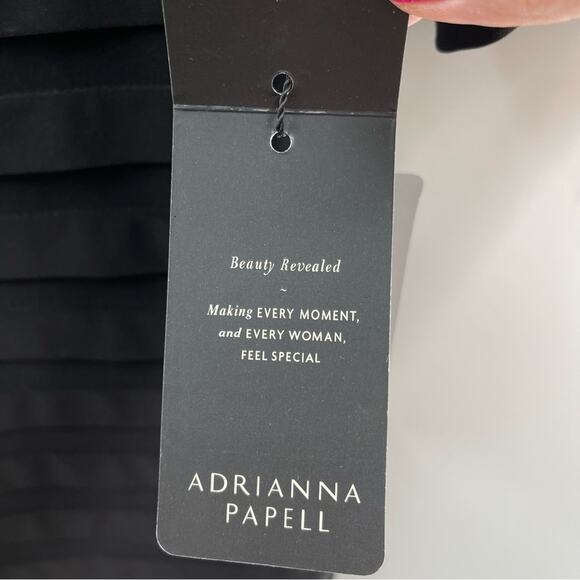 Beauty Revealed
~
Making EVERY MOMENT,
and EVERY WOMAN,
FEEL SPECIAL
ADRIANNA
PAPELL